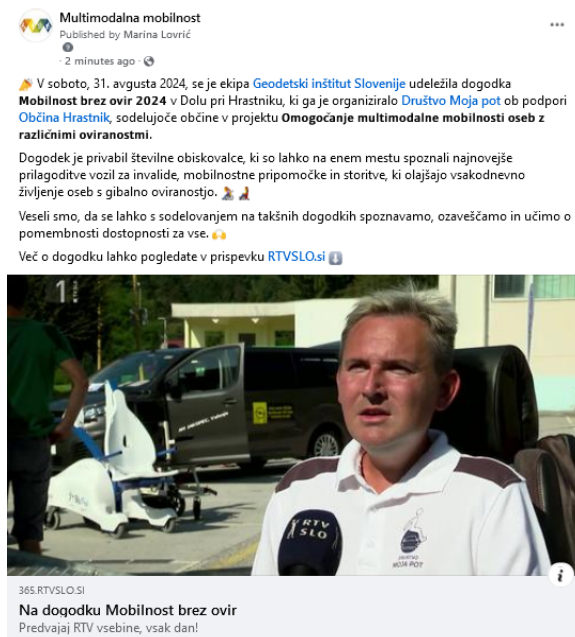 Multimodalna mobilnost
Published by Marina Lovrić
· 2 minutes ago ·
V soboto, 31. avgusta 2024, se je ekipa Geodetski inštitut Slovenije udeležila dogodka
Mobilnost brez ovir 2024 v Dolu pri Hrastniku, ki ga je organiziralo Društvo Moja pot ob podpori
Občina Hrastnik, sodelujoče občine v projektu Omogočanje multimodalne mobilnosti oseb z
različnimi oviranostmi.
Dogodek je privabil številne obiskovalce, ki so lahko na enem mestu spoznali najnovejše
prilagoditve vozil za invalide, mobilnostne pripomočke in storitve, ki olajšajo vsakodnevno
življenje oseb s gibalno oviranostjo.
Veseli smo, da se lahko s sodelovanjem na takšnih dogodkih spoznavamo, ozaveščamo in učimo o
pomembnosti dostopnosti za vse.
Več o dogodku lahko pogledate v prispevku RTVSLO.si
1
RTV
SLO
DRUŠTVO
MOJA POT
i
365.RTVSLO.SI
Na dogodku Mobilnost brez ovir
Predvajaj RTV vsebine, vsak dan!